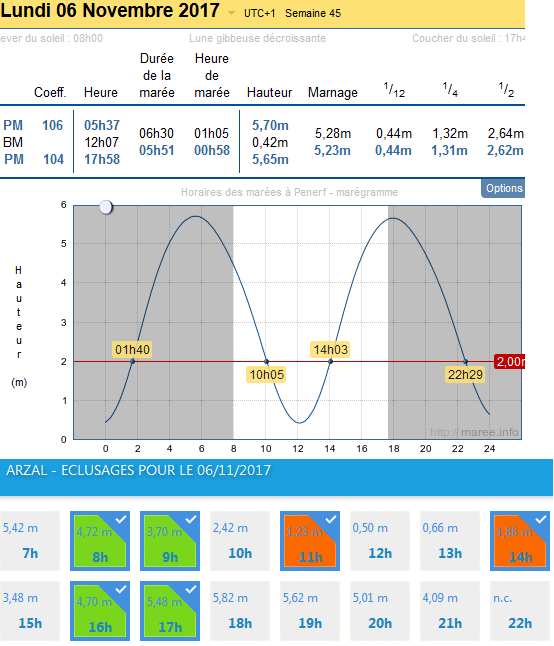 Lundi 06 Novembre 2017 UTC+1 Semaine 45
ever du soleil : 08h00 Lune gibbeuse décroissante Coucher du soleil : 17h4
Durée Heure
de la de
Coeff. Heure marée marée Hauteur Marnage 1/12 1/4 1/2
PM 106 05h37 5,70m
06h30 01h05 5,28m 0,44m 1,32m 2,64m
BM 12h07 0,42m
05h51 00h58 5,23m 0,44m 1,31m 2,62m
PM 104 17h58 5,65m
Horaires des marées à Penerf - marégramme Options
Hauteur (m)
6
5
4
3
2
1
0
01h40
10h05
14h03
22h29
2,00m
http://maree.info
0 2 4 6 8 10 12 14 16 18 20 22 24
ARZAL - ECLUSAGES POUR LE 06/11/2017
5,42 m 4,72 m 3,70 m 2,42 m 1,23 m 0,50 m 0,66 m 1,88 m
7h 8h 9h 10h 11h 12h 13h 14h
3,48 m 4,70 m 5,48 m 5,82 m 5,62 m 5,01 m 4,09 m n.c.
15h 16h 17h 18h 19h 20h 21h 22h